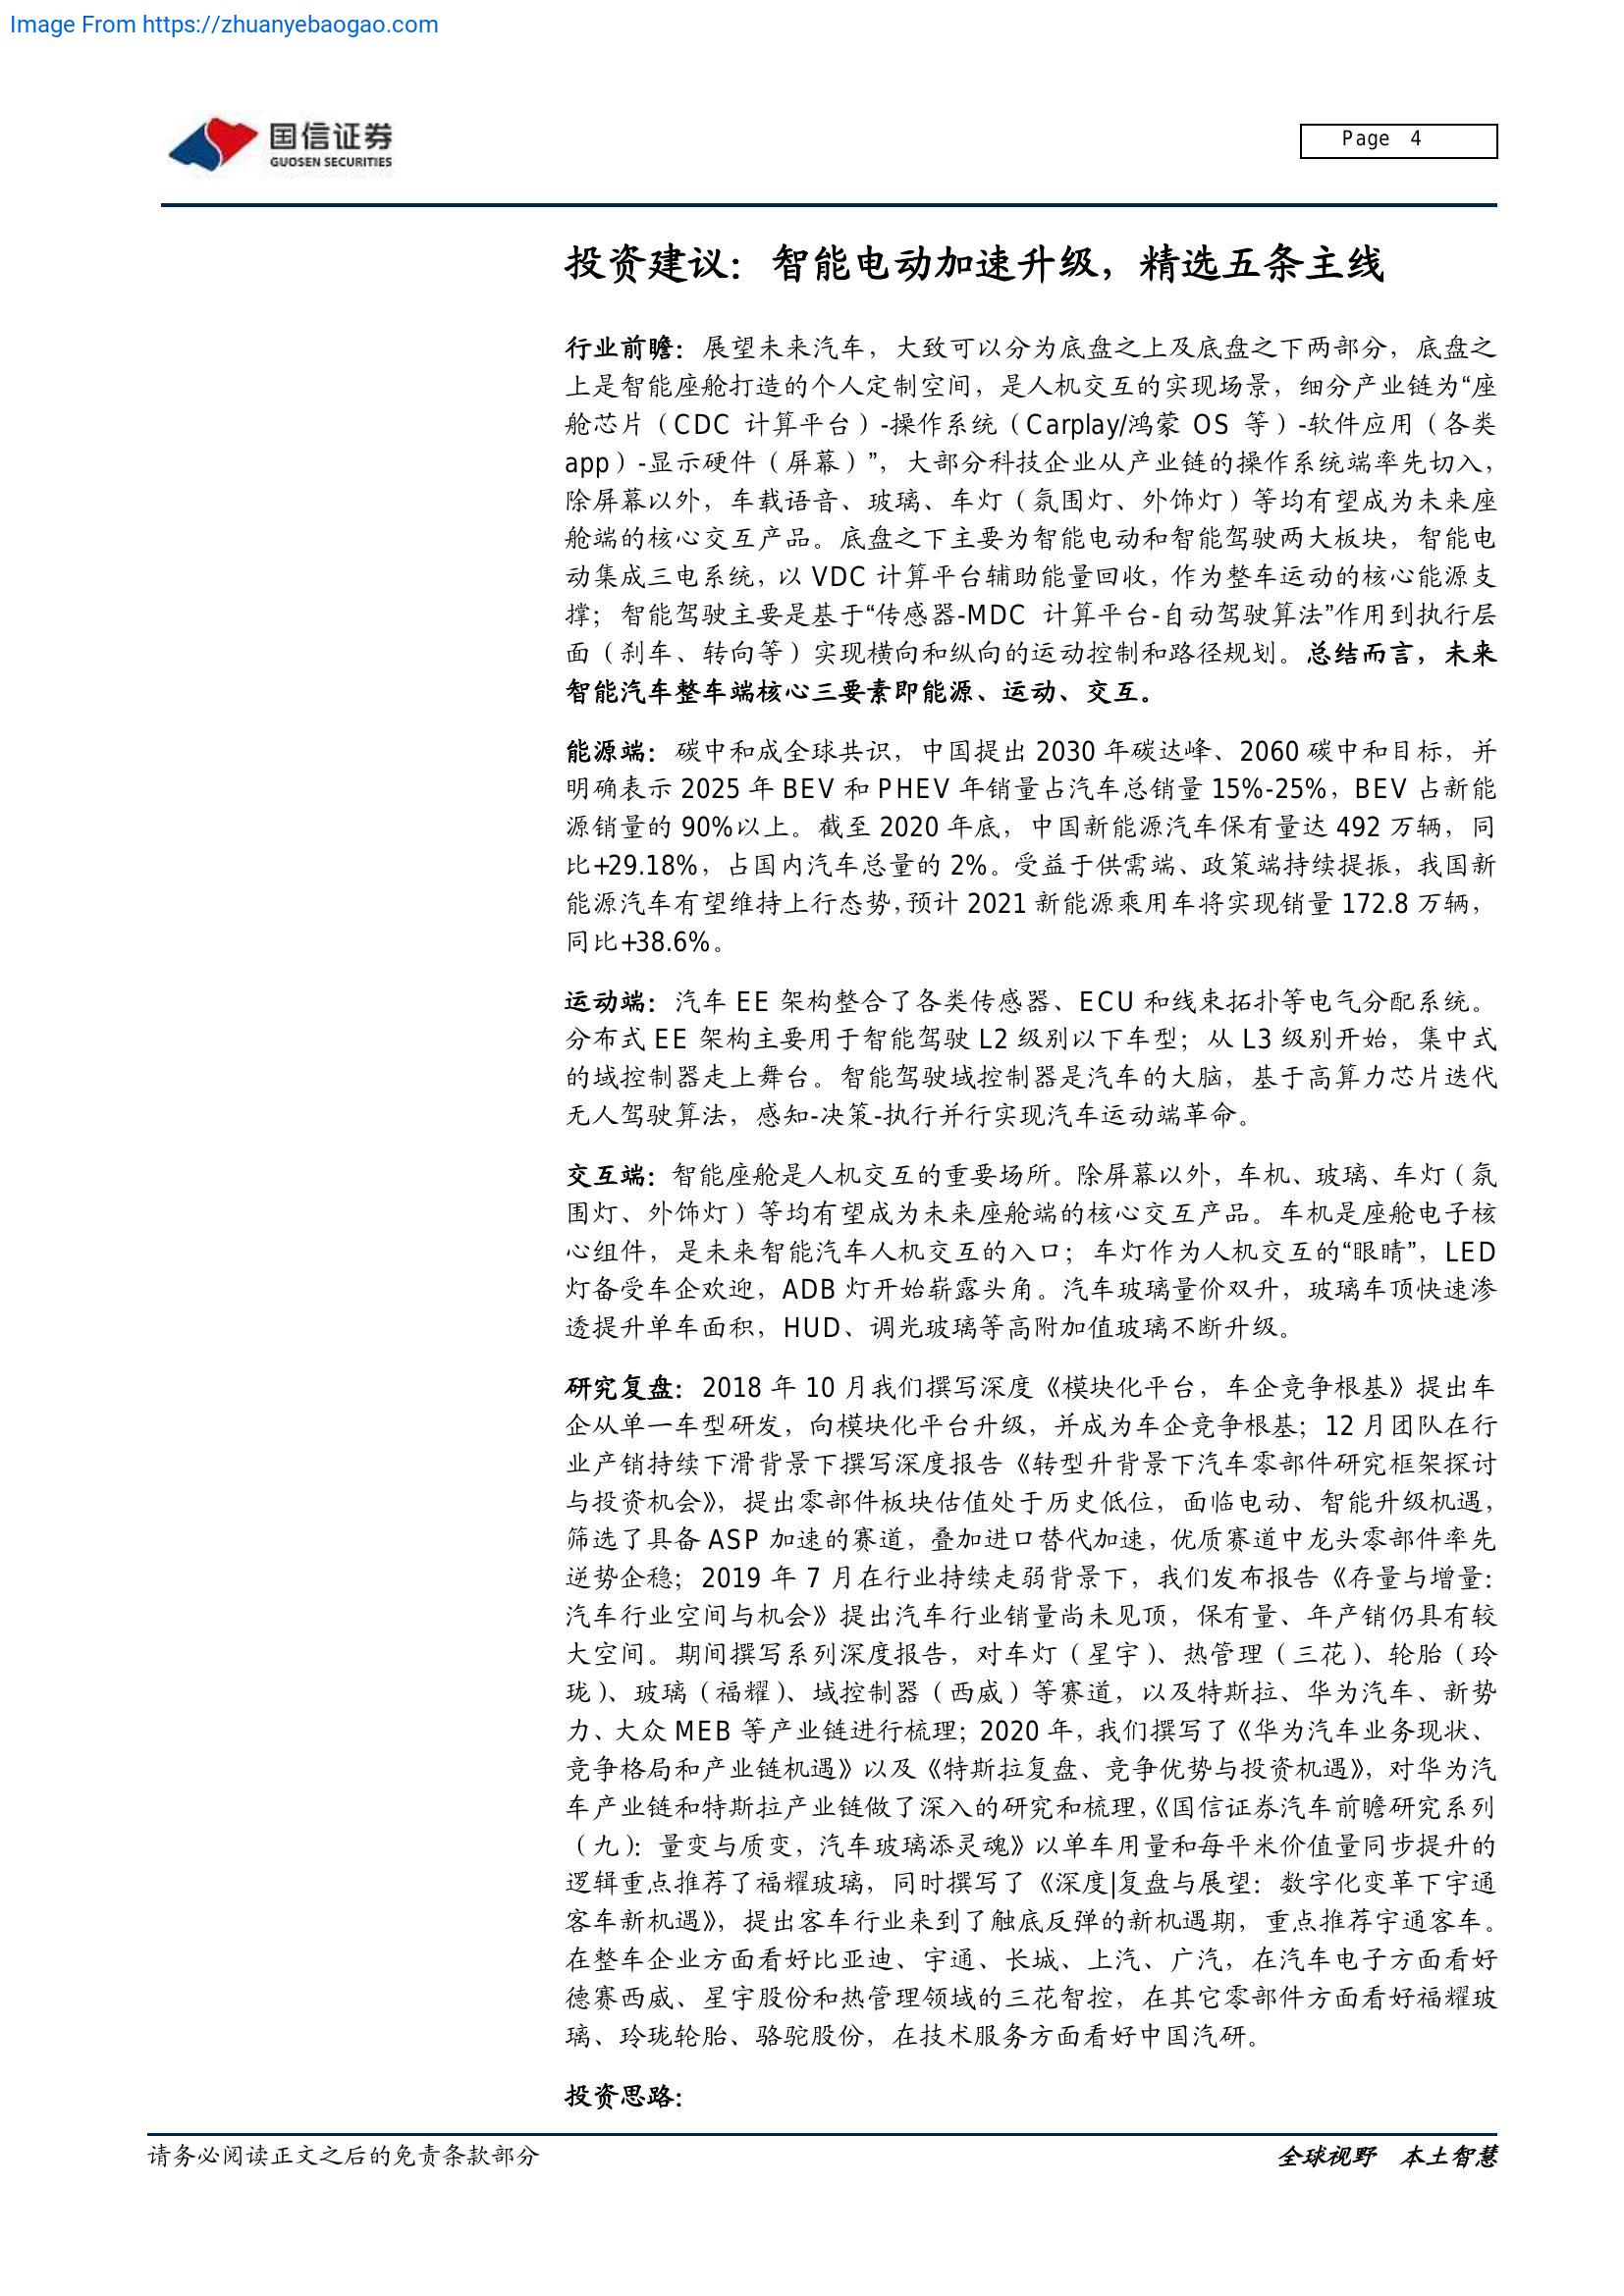 Image From https://zhuanyebaogao.com
国信证券
GUOSEN SECURITIES
Page 4
投资建议：智能电动加速升级，精选五条主线
行业前瞻：展望未来汽车，大致可以分为底盘之上及底盘之下两部分，底盘之
上是智能座舱打造的个人定制空间，是人机交互的实现场景，细分产业链为“座
舱芯片（CDC 计算平台）-操作系统（Carplay/鸿蒙 OS 等）-软件应用（各类
app）-显示硬件（屏幕）”，大部分科技企业从产业链的操作系统端率先切入，
除屏幕以外，车载语音、玻璃、车灯（氛围灯、外饰灯）等均有望成为未来座
舱端的核心交互产品。底盘之下主要为智能电动和智能驾驶两大板块，智能电
动集成三电系统，以 VDC 计算平台辅助能量回收，作为整车运动的核心能源支
撑；智能驾驶主要是基于“传感器-MDC 计算平台-自动驾驶算法”作用到执行层
面（刹车、转向等）实现横向和纵向的运动控制和路径规划。总结而言，未来
智能汽车整车端核心三要素即能源、运动、交互。
能源端：碳中和成全球共识，中国提出 2030 年碳达峰、2060 碳中和目标，并
明确表示 2025 年 BEV 和 PHEV 年销量占汽车总销量 15%-25%，BEV 占新能
源销量的 90%以上。截至 2020 年底，中国新能源汽车保有量达 492 万辆，同
比+29.18%，占国内汽车总量的 2%。受益于供需端、政策端持续提振，我国新
能源汽车有望维持上行态势，预计 2021 新能源乘用车将实现销量 172.8 万辆，
同比+38.6%。
运动端：汽车 EE 架构整合了各类传感器、ECU 和线束拓扑等电气分配系统。
分布式 EE 架构主要用于智能驾驶 L2 级别以下车型；从 L3 级别开始，集中式
的域控制器走上舞台。智能驾驶域控制器是汽车的大脑，基于高算力芯片迭代
无人驾驶算法，感知-决策-执行并行实现汽车运动端革命。
交互端：智能座舱是人机交互的重要场所。除屏幕以外，车机、玻璃、车灯（氛
围灯、外饰灯）等均有望成为未来座舱端的核心交互产品。车机是座舱电子核
心组件，是未来智能汽车人机交互的入口；车灯作为人机交互的“眼睛”，LED
灯备受车企欢迎，ADB 灯开始崭露头角。汽车玻璃量价双升，玻璃车顶快速渗
透提升单车面积，HUD、调光玻璃等高附加值玻璃不断升级。
研究复盘：2018 年 10 月我们撰写深度《模块化平台，车企竞争根基》提出车
企从单一车型研发，向模块化平台升级，并成为车企竞争根基；12 月团队在行
业产销持续下滑背景下撰写深度报告《转型升背景下汽车零部件研究框架探讨
与投资机会》，提出零部件板块估值处于历史低位，面临电动、智能升级机遇，
筛选了具备 ASP 加速的赛道，叠加进口替代加速，优质赛道中龙头零部件率先
逆势企稳；2019 年 7 月在行业持续走弱背景下，我们发布报告《存量与增量：
汽车行业空间与机会》提出汽车行业销量尚未见顶，保有量、年产销仍具有较
大空间。期间撰写系列深度报告，对车灯（星宇）、热管理（三花）、轮胎（玲
珑）、玻璃（福耀）、域控制器（西威）等赛道，以及特斯拉、华为汽车、新势
力、大众 MEB 等产业链进行梳理；2020 年，我们撰写了《华为汽车业务现状、
竞争格局和产业链机遇》以及《特斯拉复盘、竞争优势与投资机遇》，对华为汽
车产业链和特斯拉产业链做了深入的研究和梳理，《国信证券汽车前瞻研究系列
（九）：量变与质变，汽车玻璃添灵魂》以单车用量和每平米价值量同步提升的
逻辑重点推荐了福耀玻璃，同时撰写了《深度|复盘与展望：数字化变革下宇通
客车新机遇》，提出客车行业来到了触底反弹的新机遇期，重点推荐宇通客车。
在整车企业方面看好比亚迪、宇通、长城、上汽、广汽，在汽车电子方面看好
德赛西威、星宇股份和热管理领域的三花智控，在其它零部件方面看好福耀玻
璃、玲珑轮胎、骆驼股份，在技术服务方面看好中国汽研。
投资思路：
请务必阅读正文之后的免责条款部分
全球视野 本土智慧